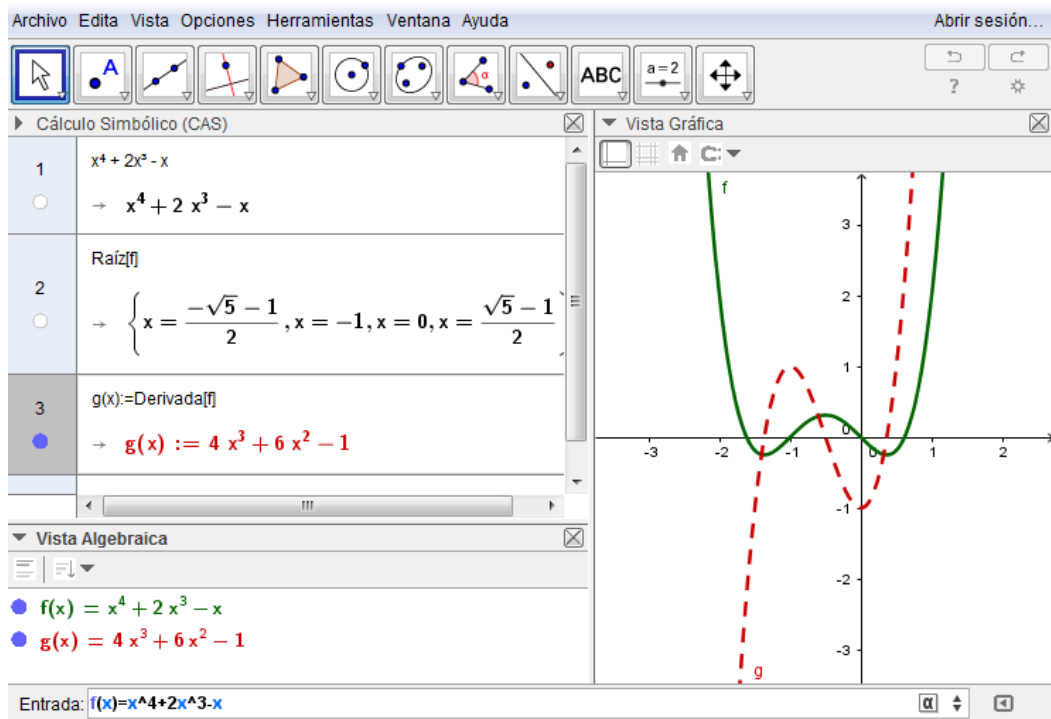 Archivo Edita Vista Opciones Herramientas Ventana Ayuda Abrir sesión...
A α ABC a=2 ?
Cálculo Simbólico (CAS)
1
x⁴ + 2x³ - x
→ x⁴ + 2 x³ − x
2
Raíz[f]
→ {x = (−√5 − 1)/2, x = −1, x = 0, x = (√5 − 1)/2}
3
g(x):=Derivada[f]
→ g(x) := 4 x³ + 6 x² − 1
Vista Algebraica
f(x) = x⁴ + 2 x³ − x
g(x) = 4 x³ + 6 x² − 1
Vista Gráfica
C:
f
3
2
1
0
-3 -2 -1 0 1 2
-1
-2
-3
g
Entrada: f(x)=x^4+2x^3-x α